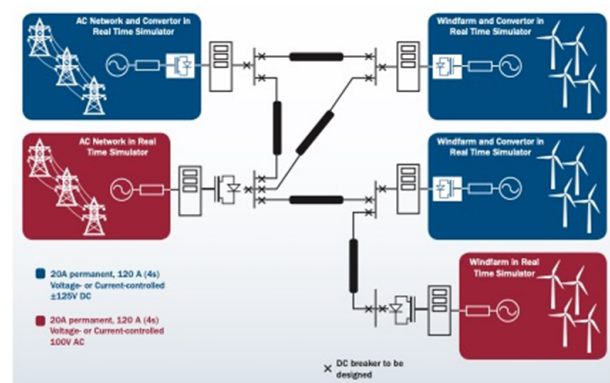 AC Network and Convertor in
Real Time Simulator
Windfarm and Convertor in
Real Time Simulator
AC Network in Real
Time Simulator
Windfarm and Convertor in
Real Time Simulator
Windfarm in Real
Time Simulator
20A permanent, 120 A (4s)
Voltage- or Current-controlled
±125V DC
20A permanent, 120 A (4s)
Voltage- or Current-controlled
100V AC
DC breaker to be
designed